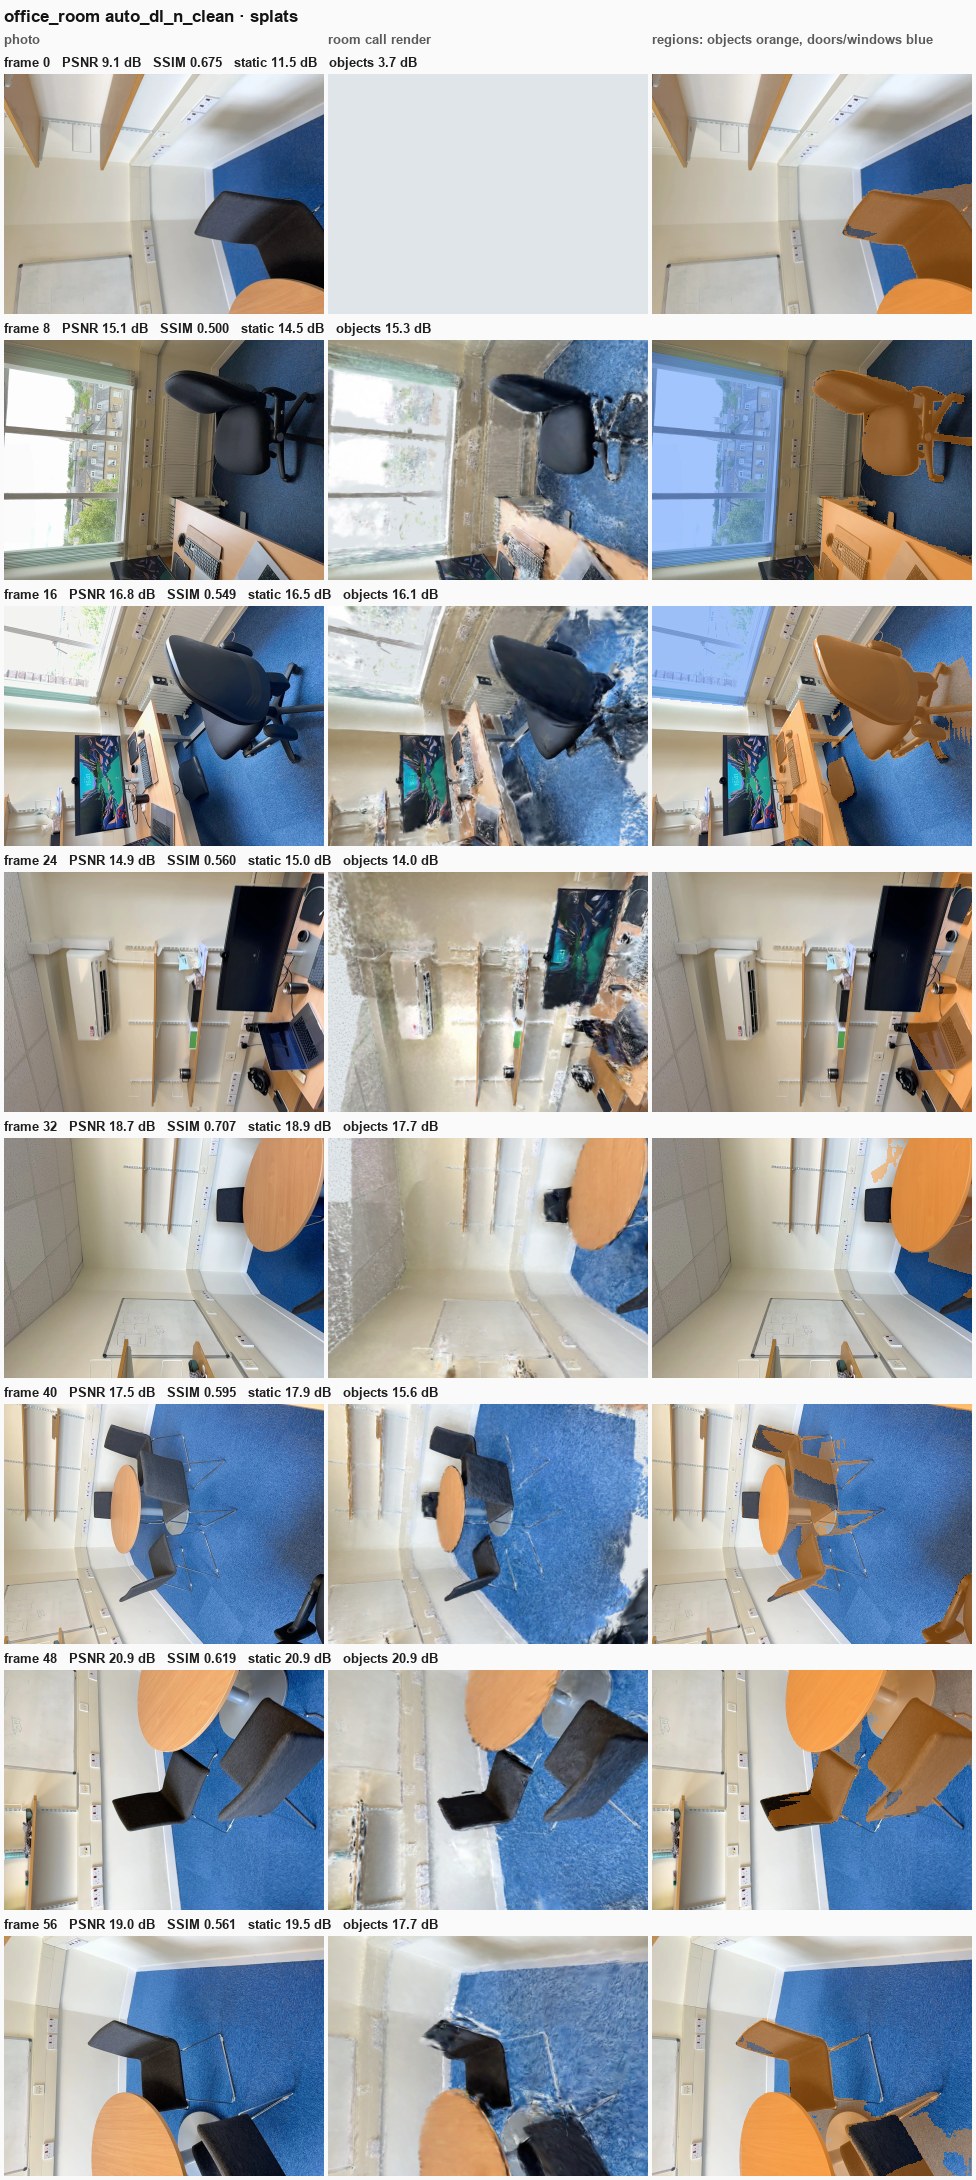 office_room auto_dl_n_clean · splats
photo room call render regions: objects orange, doors/windows blue
frame 0 PSNR 9.1 dB SSIM 0.675 static 11.5 dB objects 3.7 dB
frame 8 PSNR 15.1 dB SSIM 0.500 static 14.5 dB objects 15.3 dB
frame 16 PSNR 16.8 dB SSIM 0.549 static 16.5 dB objects 16.1 dB
frame 24 PSNR 14.9 dB SSIM 0.560 static 15.0 dB objects 14.0 dB
frame 32 PSNR 18.7 dB SSIM 0.707 static 18.9 dB objects 17.7 dB
frame 40 PSNR 17.5 dB SSIM 0.595 static 17.9 dB objects 15.6 dB
frame 48 PSNR 20.9 dB SSIM 0.619 static 20.9 dB objects 20.9 dB
frame 56 PSNR 19.0 dB SSIM 0.561 static 19.5 dB objects 17.7 dB